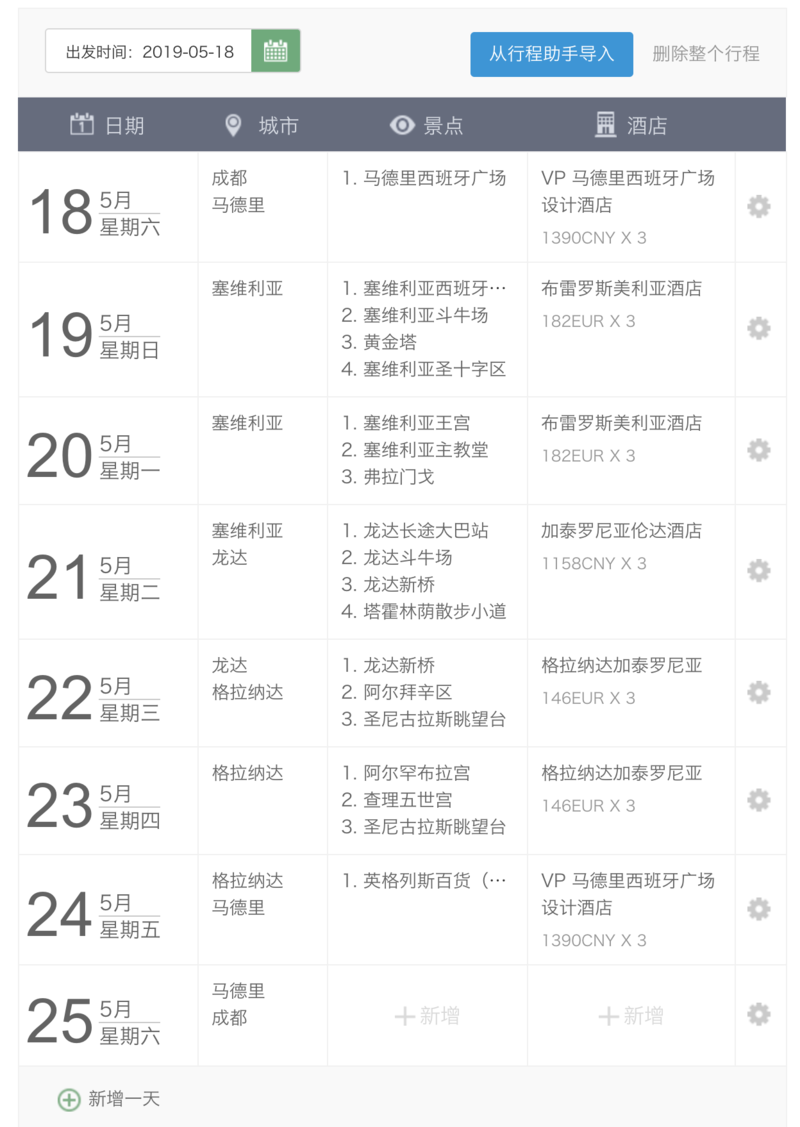 出发时间：2019-05-18
从行程助手导入
删除整个行程
日期
城市
景点
酒店
18
5月
星期六
成都
马德里
1. 马德里西班牙广场
VP 马德里西班牙广场
设计酒店
1390CNY X 3
19
5月
星期日
塞维利亚
1. 塞维利亚西班牙…
2. 塞维利亚斗牛场
3. 黄金塔
4. 塞维利亚圣十字区
布雷罗斯美利亚酒店
182EUR X 3
20
5月
星期一
塞维利亚
1. 塞维利亚王宫
2. 塞维利亚主教堂
3. 弗拉门戈
布雷罗斯美利亚酒店
182EUR X 3
21
5月
星期二
塞维利亚
龙达
1. 龙达长途大巴站
2. 龙达斗牛场
3. 龙达新桥
4. 塔霍林荫散步小道
加泰罗尼亚伦达酒店
1158CNY X 3
22
5月
星期三
龙达
格拉纳达
1. 龙达新桥
2. 阿尔拜辛区
3. 圣尼古拉斯眺望台
格拉纳达加泰罗尼亚
146EUR X 3
23
5月
星期四
格拉纳达
1. 阿尔罕布拉宫
2. 查理五世宫
3. 圣尼古拉斯眺望台
格拉纳达加泰罗尼亚
146EUR X 3
24
5月
星期五
格拉纳达
马德里
1. 英格列斯百货（…
VP 马德里西班牙广场
设计酒店
1390CNY X 3
25
5月
星期六
马德里
成都
新增
新增
新增一天